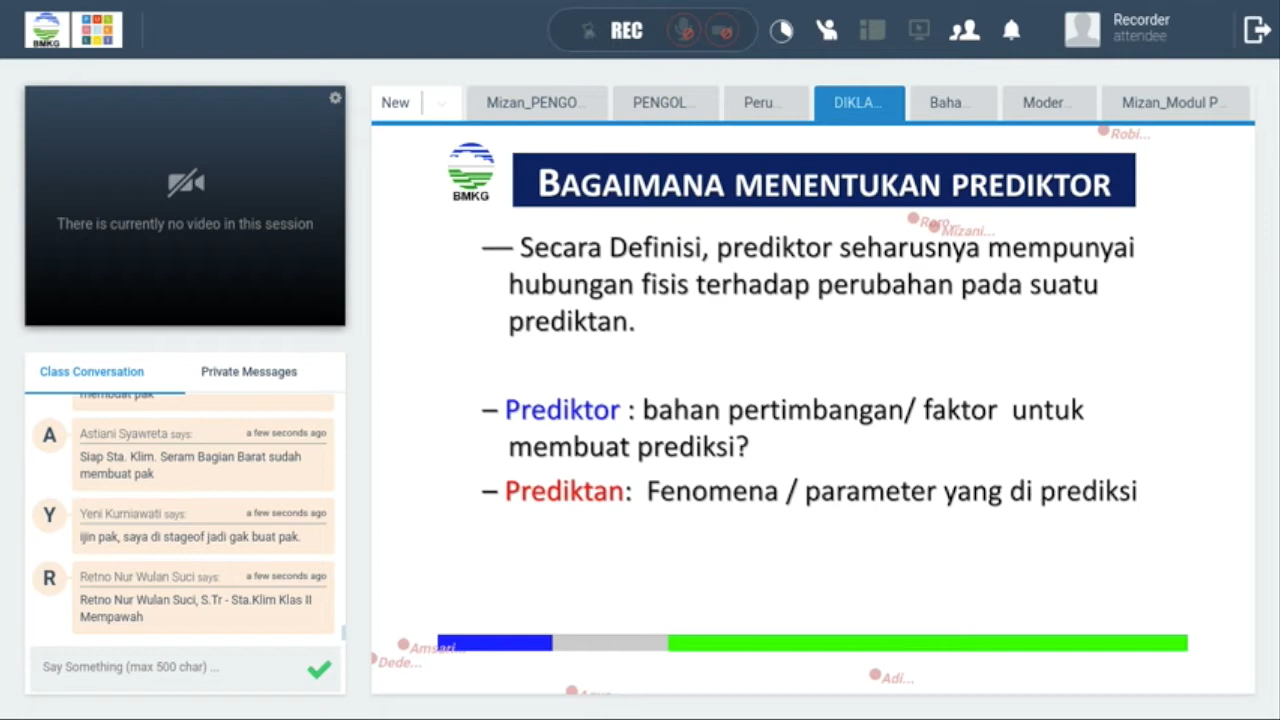 BMKG
REC
Recorder
attendee
There is currently no video in this session
New
Mizan_PENGO...
PENGOL...
Peru...
DIKLA...
Baha...
Moder...
Mizan_Modul P...
Robi...
BMKG
BAGAIMANA MENENTUKAN PREDIKTOR
Roro...
Mizani...
— Secara Definisi, prediktor seharusnya mempunyai
hubungan fisis terhadap perubahan pada suatu
prediktan.
– Prediktor : bahan pertimbangan/ faktor untuk
membuat prediksi?
– Prediktan: Fenomena / parameter yang di prediksi
Amsari...
Dede...
Adi...
Class Conversation
Private Messages
membuat pak
A
Astiani Syawreta says:
a few seconds ago
Siap Sta. Klim. Seram Bagian Barat sudah
membuat pak
Y
Yeni Kurniawati says:
a few seconds ago
ijin pak, saya di stageof jadi gak buat pak.
R
Retno Nur Wulan Suci says:
a few seconds ago
Retno Nur Wulan Suci, S.Tr - Sta.Klim Klas II
Mempawah
Say Something (max 500 char) ...